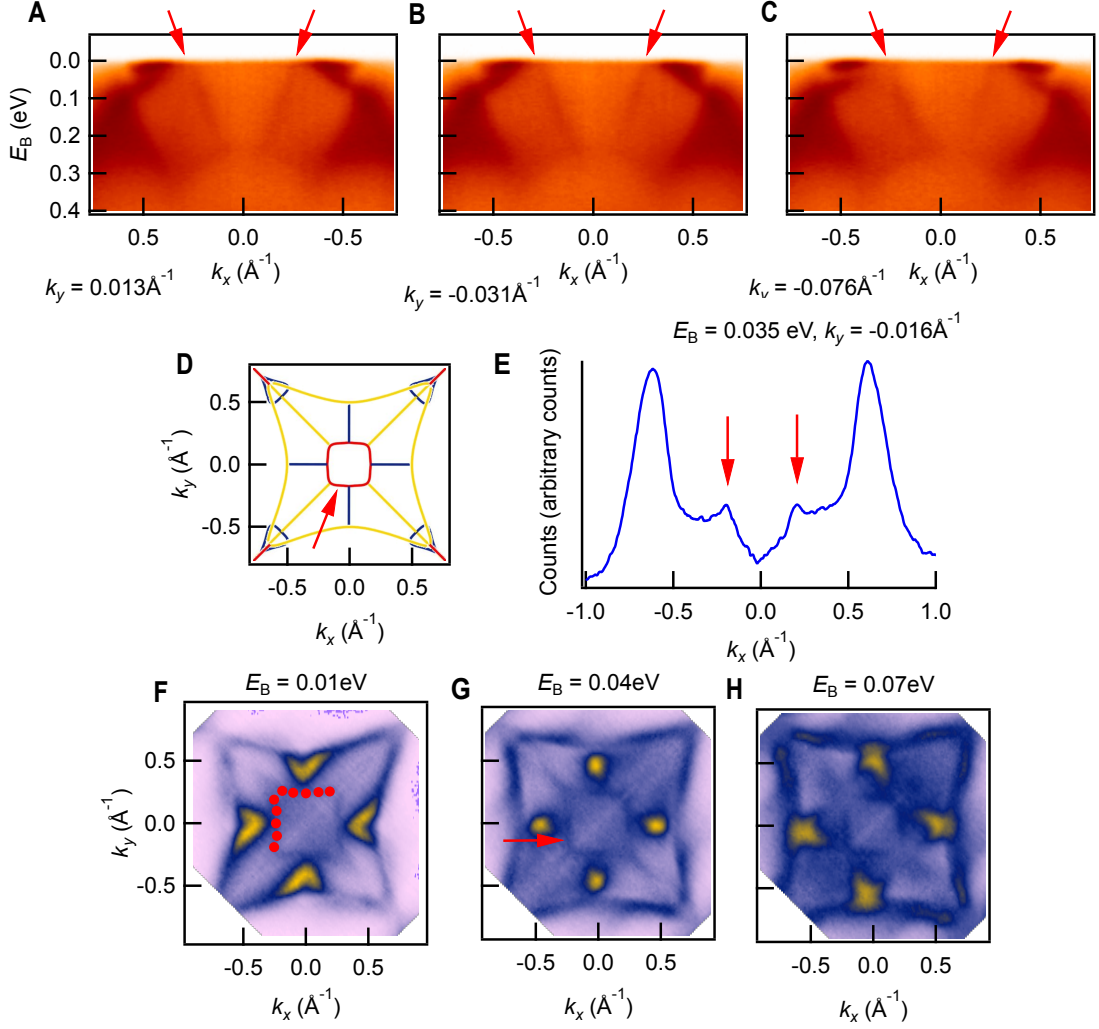 A
B
C
0.0
0.1
0.2
0.3
0.4
E_B (eV)
0.5
0.0
-0.5
0.5
0.0
-0.5
0.5
0.0
-0.5
k_x (Å⁻¹)
k_x (Å⁻¹)
k_x (Å⁻¹)
k_y = 0.013Å⁻¹
k_y = -0.031Å⁻¹
k_y = -0.076Å⁻¹
D
0.5
0.0
-0.5
k_y (Å⁻¹)
-0.5
0.0
0.5
k_x (Å⁻¹)
E_B = 0.035 eV, k_y = -0.016Å⁻¹
E
Counts (arbitrary counts)
-1.0
-0.5
0.0
0.5
1.0
k_x (Å⁻¹)
F
E_B = 0.01eV
G
E_B = 0.04eV
H
E_B = 0.07eV
0.5
0.0
-0.5
k_y (Å⁻¹)
-0.5
0.0
0.5
-0.5
0.0
0.5
-0.5
0.0
0.5
k_x (Å⁻¹)
k_x (Å⁻¹)
k_x (Å⁻¹)